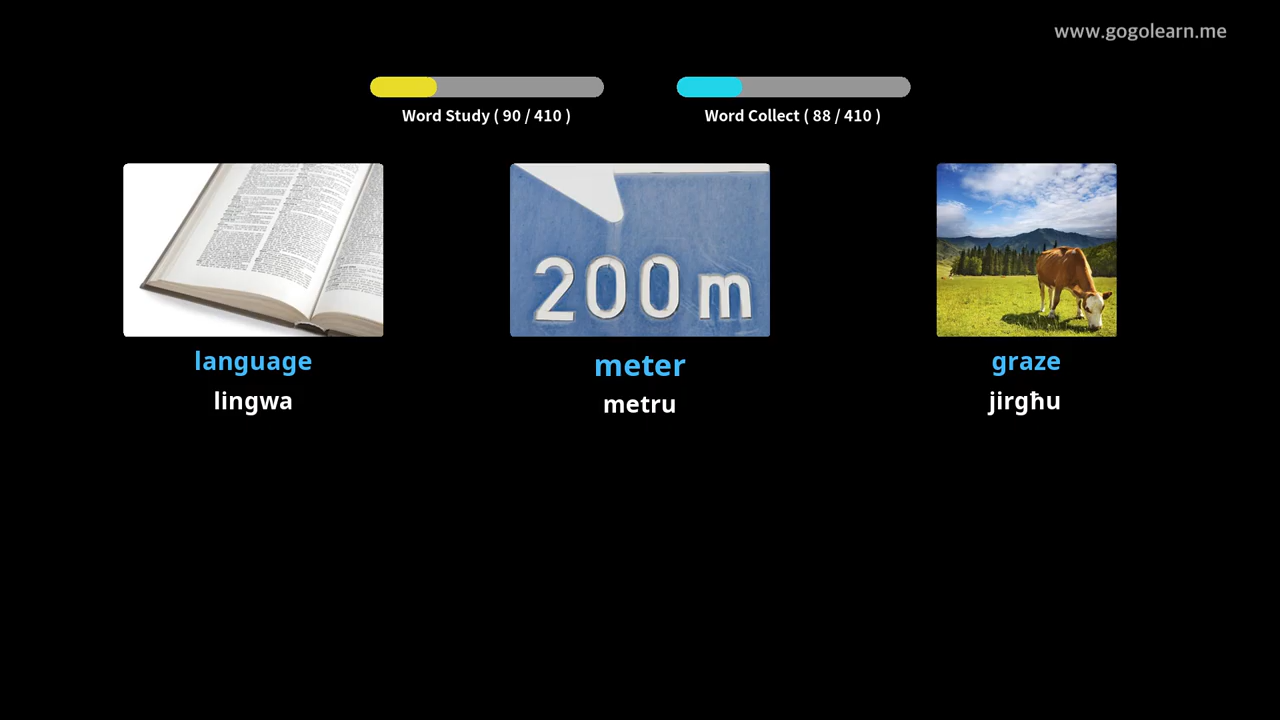 www.gogolearn.me
Word Study ( 90 / 410 )
Word Collect ( 88 / 410 )
200 m
language
lingwa
meter
metru
graze
jirgħu